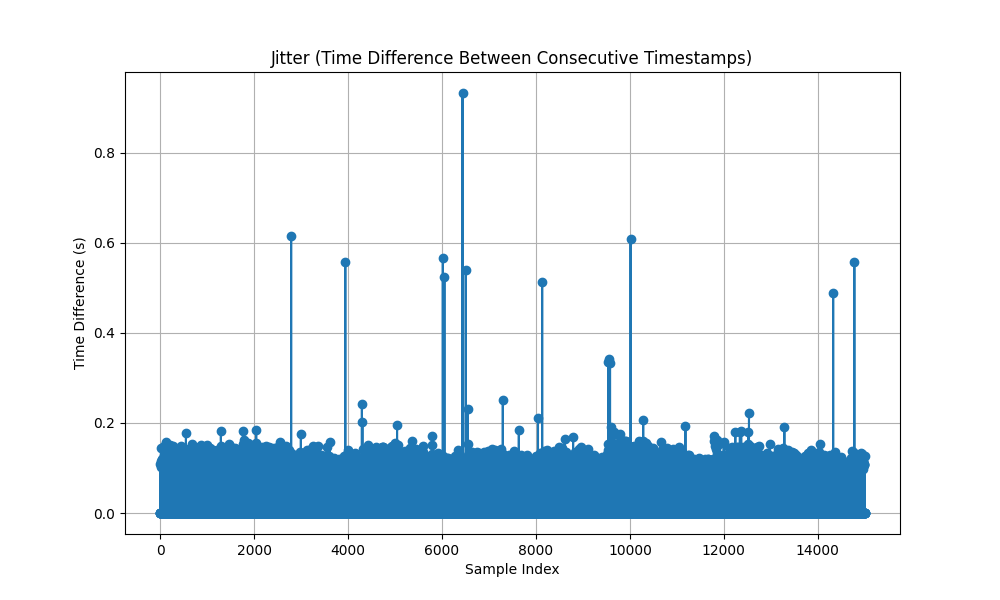 Jitter (Time Difference Between Consecutive Timestamps)
Time Difference (s)
0.8
0.6
0.4
0.2
0.0
0 2000 4000 6000 8000 10000 12000 14000
Sample Index